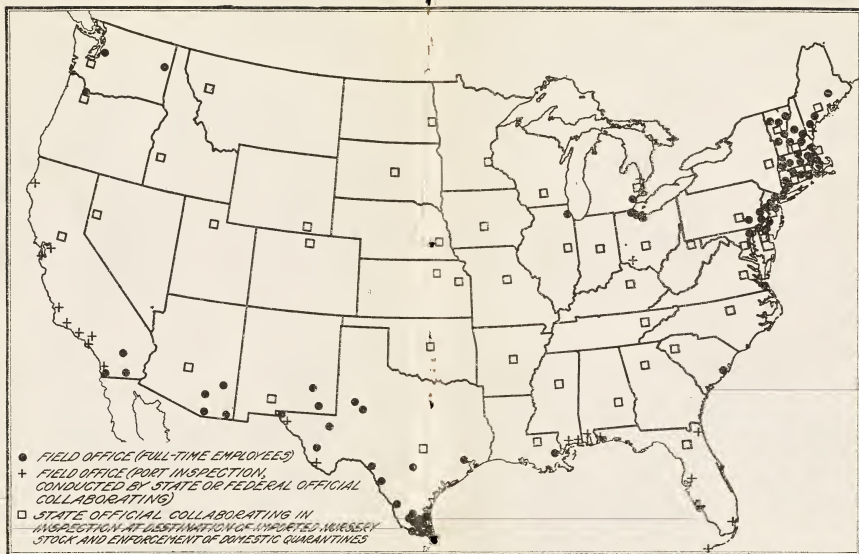 ● FIELD OFFICE (FULL-TIME EMPLOYEES)
+ FIELD OFFICE (PORT INSPECTION,
CONDUCTED BY STATE OR FEDERAL OFFICIAL
COLLABORATING)
□ STATE OFFICIAL COLLABORATING IN
INSPECTION AT DESTINATION OF IMPORTED NURSERY
STOCK AND ENFORCEMENT OF DOMESTIC QUARANTINES